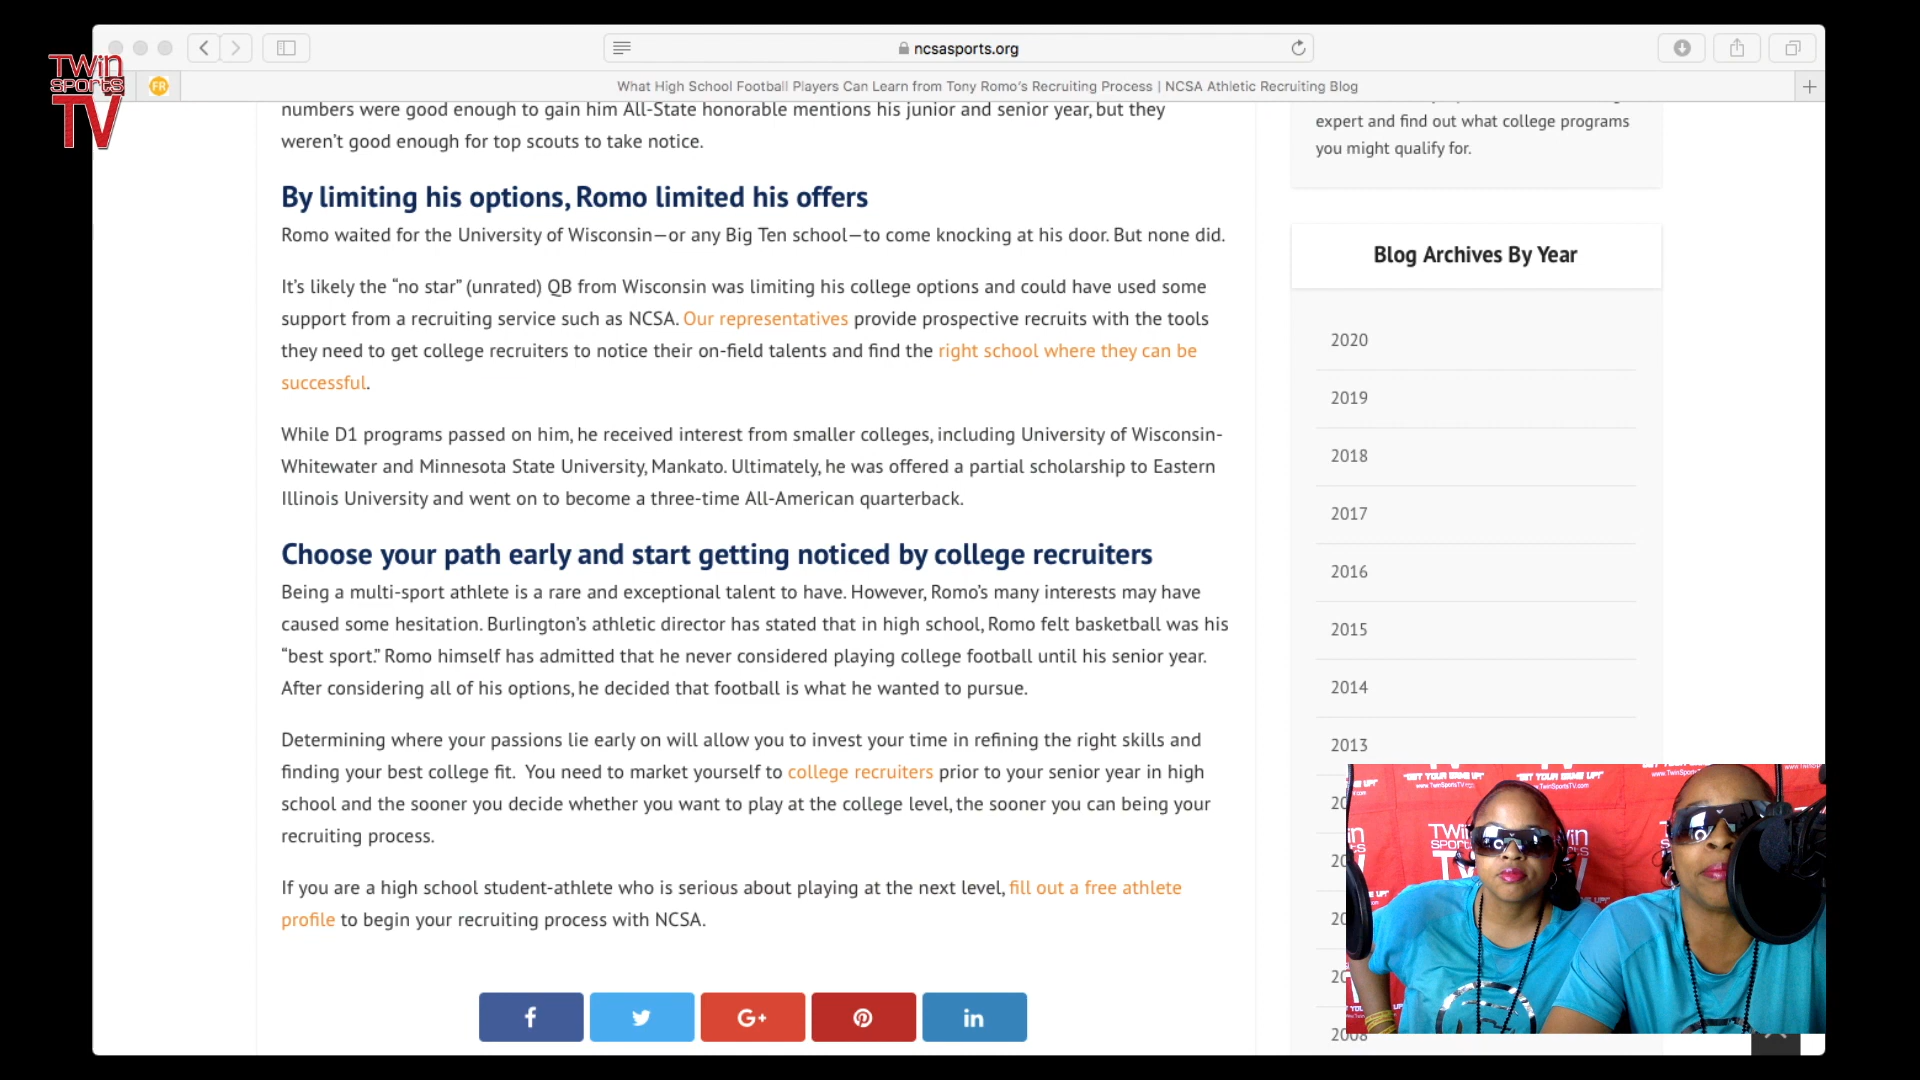 Twin
Sports
TV
FR
ncsasports.org
What High School Football Players Can Learn from Tony Romo's Recruiting Process | NCSA Athletic Recruiting Blog
numbers were good enough to gain him All-State honorable mentions his junior and senior year, but they
weren't good enough for top scouts to take notice.
By limiting his options, Romo limited his offers
Romo waited for the University of Wisconsin—or any Big Ten school—to come knocking at his door. But none did.
It's likely the “no star” (unrated) QB from Wisconsin was limiting his college options and could have used some
support from a recruiting service such as NCSA. Our representatives provide prospective recruits with the tools
they need to get college recruiters to notice their on-field talents and find the right school where they can be
successful.
While D1 programs passed on him, he received interest from smaller colleges, including University of Wisconsin-
Whitewater and Minnesota State University, Mankato. Ultimately, he was offered a partial scholarship to Eastern
Illinois University and went on to become a three-time All-American quarterback.
Choose your path early and start getting noticed by college recruiters
Being a multi-sport athlete is a rare and exceptional talent to have. However, Romo's many interests may have
caused some hesitation. Burlington's athletic director has stated that in high school, Romo felt basketball was his
“best sport.” Romo himself has admitted that he never considered playing college football until his senior year.
After considering all of his options, he decided that football is what he wanted to pursue.
Determining where your passions lie early on will allow you to invest your time in refining the right skills and
finding your best college fit.  You need to market yourself to college recruiters prior to your senior year in high
school and the sooner you decide whether you want to play at the college level, the sooner you can being your
recruiting process.
If you are a high school student-athlete who is serious about playing at the next level, fill out a free athlete
profile to begin your recruiting process with NCSA.
f
G+
in
expert and find out what college programs
you might qualify for.
Blog Archives By Year
2020
2019
2018
2017
2016
2015
2014
2013
2008
"GET YOUR GAME UP!"
www.TwinSportsTV.com
"GET YOUR GAME UP!"
www.TwinSportsTV.com